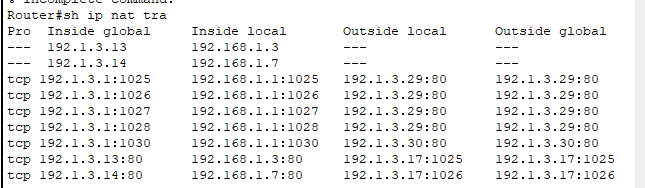 % Incomplete command.
Router#sh ip nat tra
Pro  Inside global     Inside local       Outside local      Outside global
---  192.1.3.13        192.168.1.3        ---                ---
---  192.1.3.14        192.168.1.7        ---                ---
tcp 192.1.3.1:1025     192.168.1.1:1025   192.1.3.29:80      192.1.3.29:80
tcp 192.1.3.1:1026     192.168.1.1:1026   192.1.3.29:80      192.1.3.29:80
tcp 192.1.3.1:1027     192.168.1.1:1027   192.1.3.29:80      192.1.3.29:80
tcp 192.1.3.1:1028     192.168.1.1:1028   192.1.3.29:80      192.1.3.29:80
tcp 192.1.3.1:1030     192.168.1.1:1030   192.1.3.30:80      192.1.3.30:80
tcp 192.1.3.13:80      192.168.1.3:80     192.1.3.17:1025    192.1.3.17:1025
tcp 192.1.3.14:80      192.168.1.7:80     192.1.3.17:1026    192.1.3.17:1026